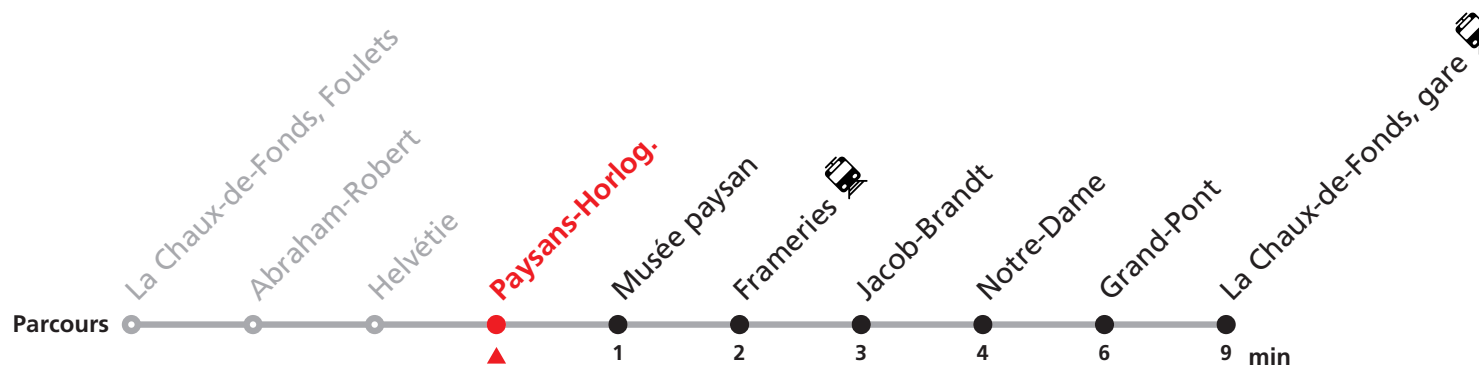 La Chaux-de-Fonds, Foulets
Abraham-Robert
Helvétie
Paysans-Horlog.
Musée paysan
Frameries
Jacob-Brandt
Notre-Dame
Grand-Pont
La Chaux-de-Fonds, gare
Parcours
1 2 3 4 6 9 min